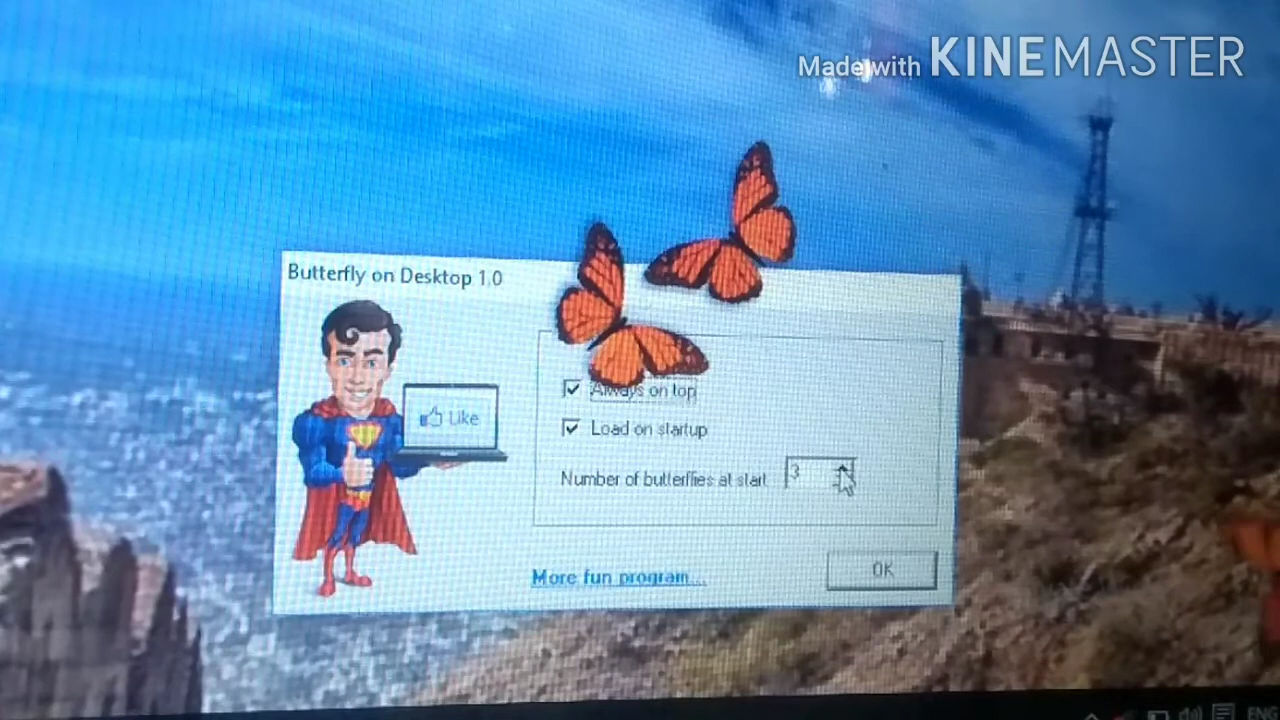 Made with KINEMASTER
Butterfly on Desktop 1.0
Like
Always on top
Load on startup
Number of butterflies at start 3
More fun program...
OK
ENG